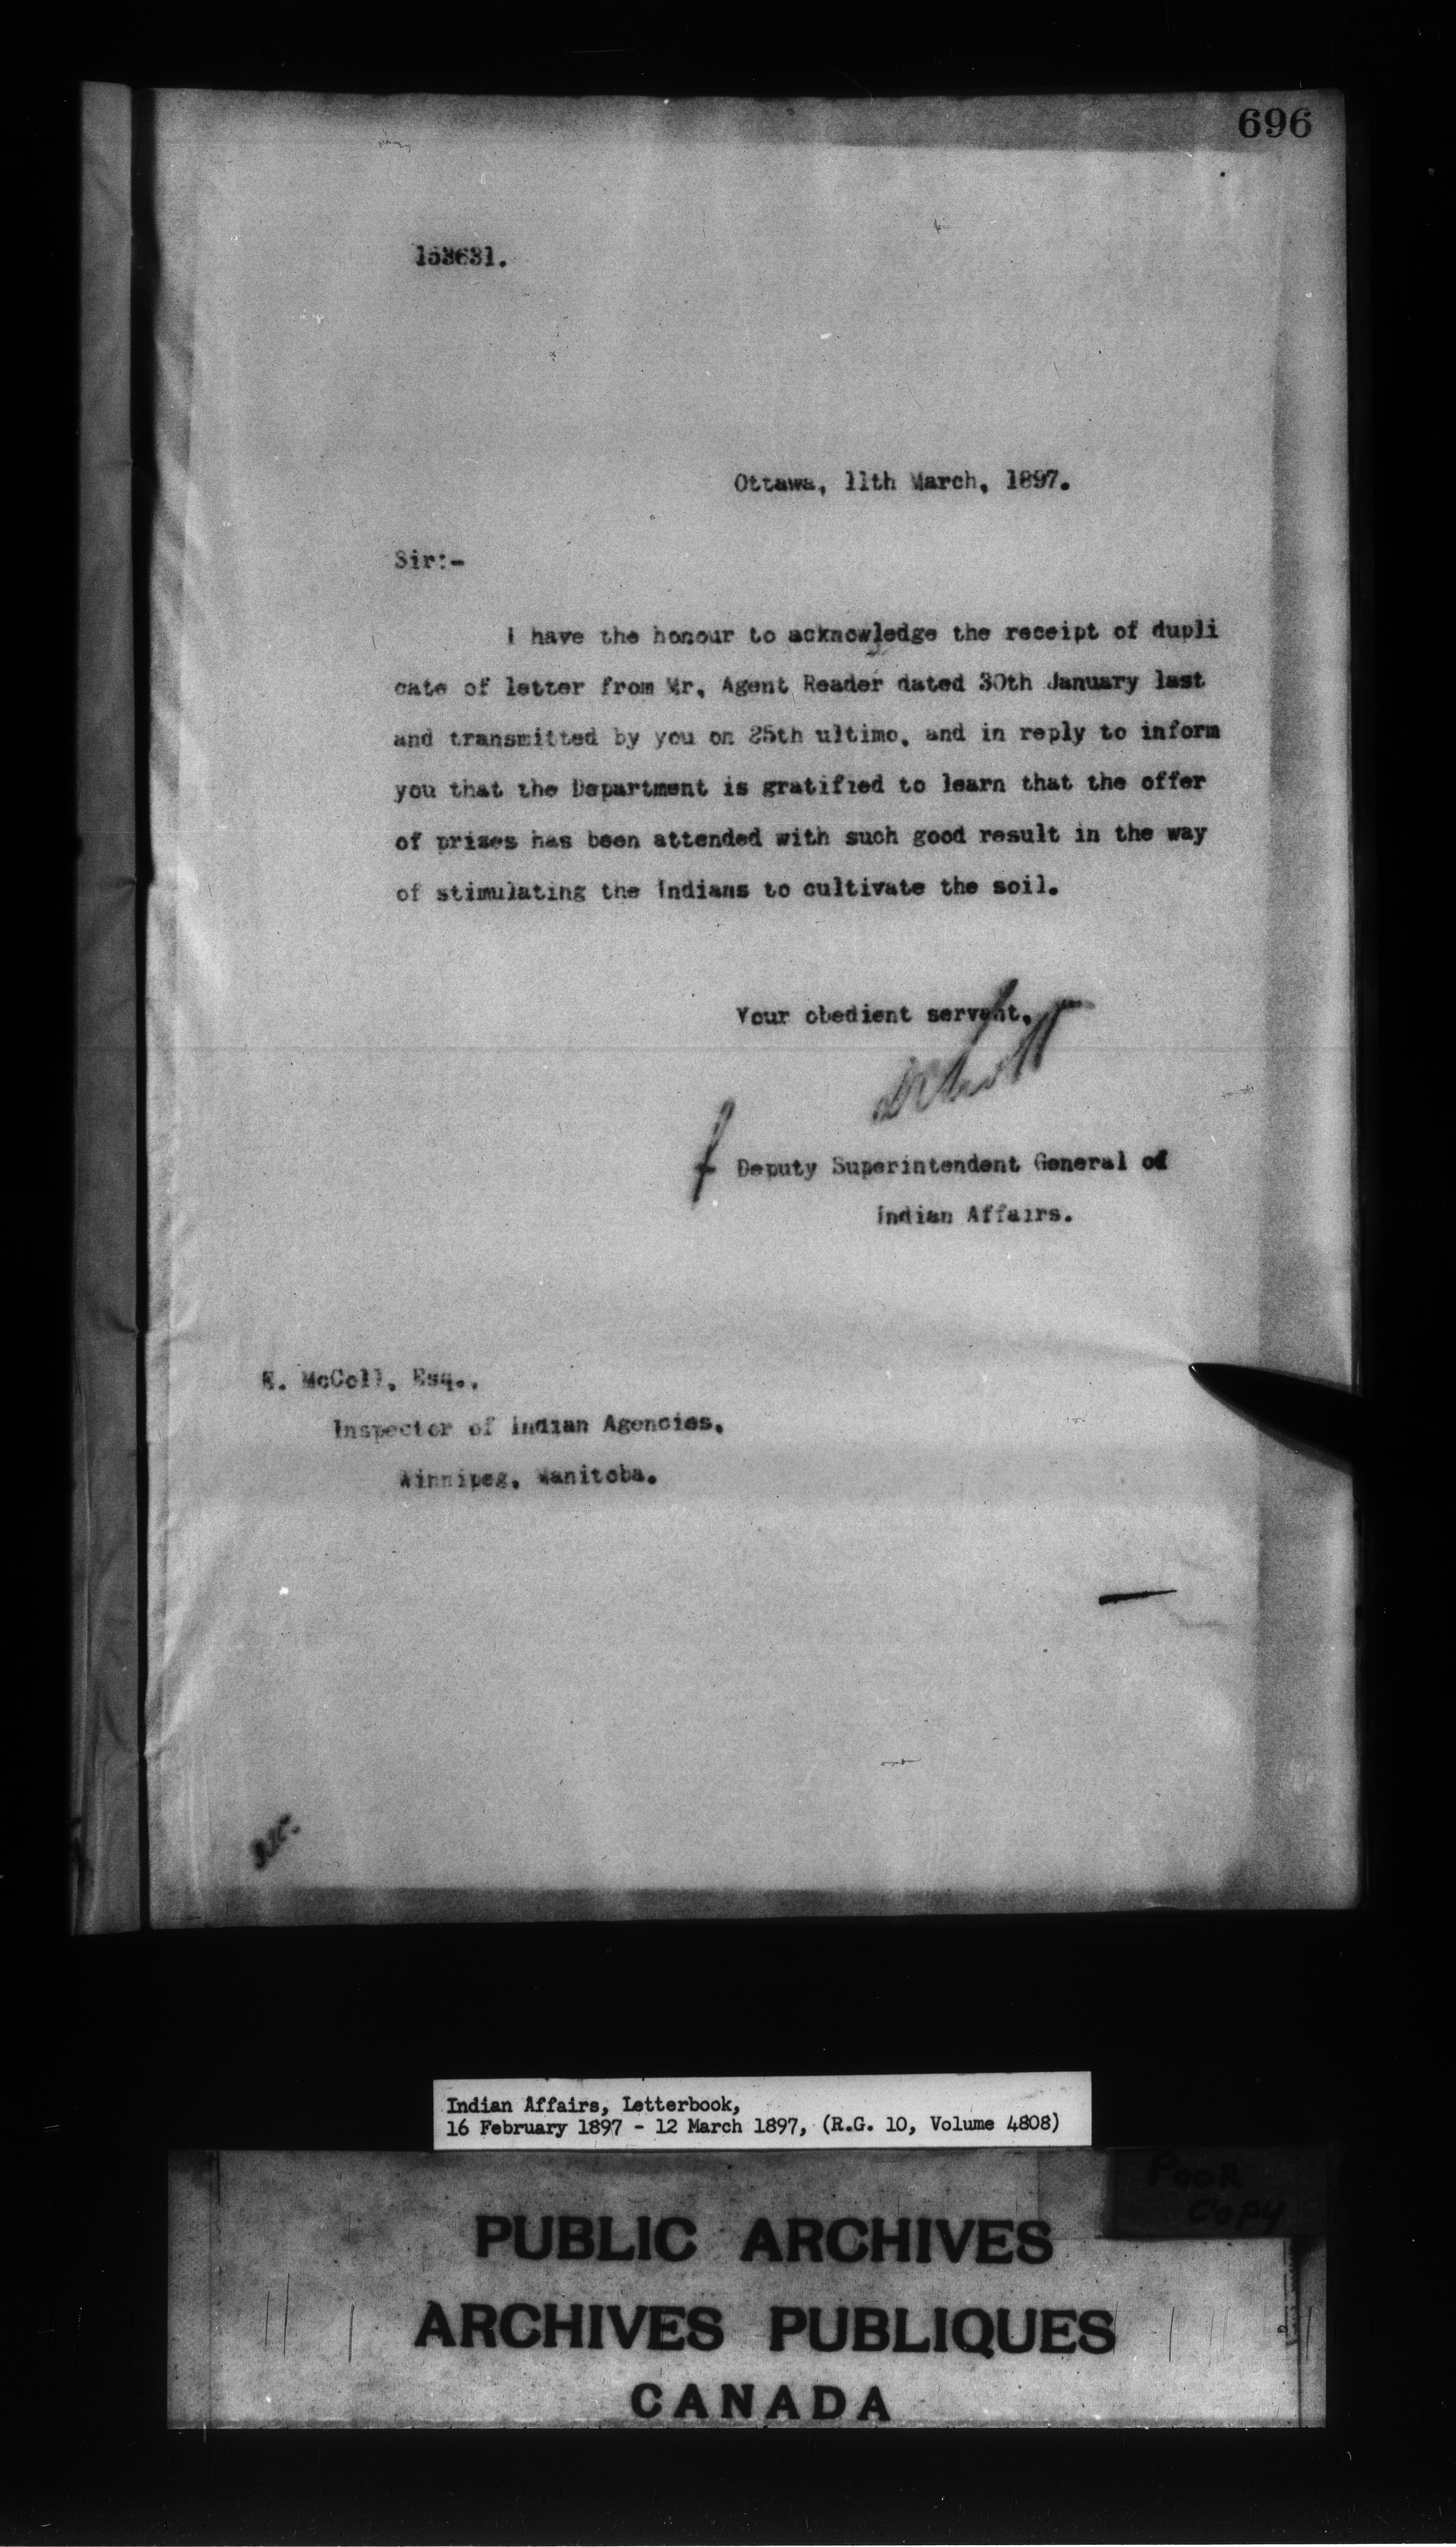 696
Ottawa, 11th March, 1897.
Sir:-
I have the honour to acknowledge the receipt of dupli
cate of letter from Mr. Agent Reader dated 30th January last
and transmitted by you on 25th ultimo, and in reply to inform
you that the Department is gratified to learn that the offer
of prizes has been attended with such good result in the way
of stimulating the Indians to cultivate the soil.
Your obedient servant,
f Deputy Superintendent General of
Indian Affairs.
E. McColl, Esq.,
Inspector of Indian Agencies,
Winnipeg, Manitoba.
Indian Affairs, Letterbook,
16 February 1897 - 12 March 1897, (R.G. 10, Volume 4808)
POOR
COPY
PUBLIC ARCHIVES
ARCHIVES PUBLIQUES
CANADA